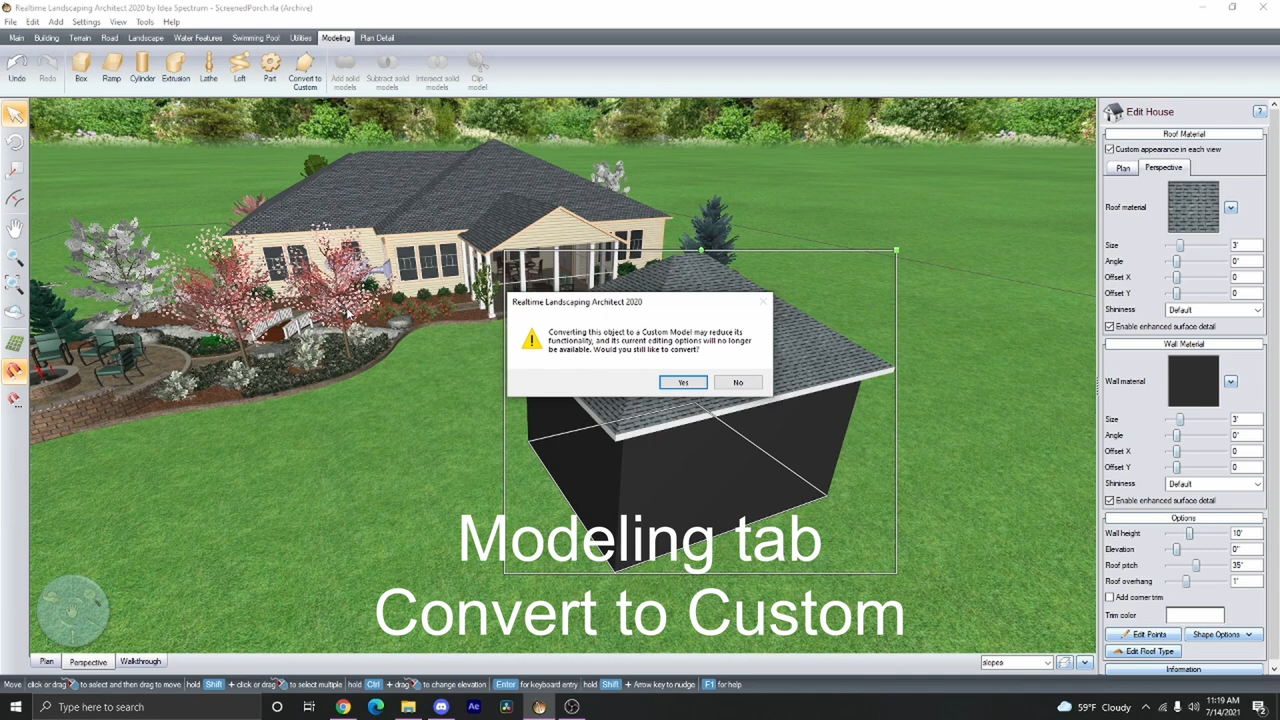 Realtime Landscaping Architect 2020 by Idea Spectrum - ScreenedPorch.rla (Archive)
File Edit Add Settings View Tools Help
Main Building Terrain Road Landscape Water Features Swimming Pool Utilities Modeling Plan Detail
Undo Redo Box Ramp Cylinder Extrusion Lathe Loft Part Convert to Custom Add solid models Subtract solid models Intersect solid models Clip model
Edit House
Roof Material
Custom appearance in each view
Plan Perspective
Roof material
Size 3'
Angle 0°
Offset X 0
Offset Y 0
Shininess Default
Enable enhanced surface detail
Wall Material
Wall material
Size 3'
Angle 0°
Offset X 0
Offset Y 0
Shininess Default
Enable enhanced surface detail
Options
Wall height 10'
Elevation 0"
Roof pitch 35°
Roof overhang 1'
Add corner trim
Trim color
Edit Points Shape Options
Edit Roof Type
Information
Realtime Landscaping Architect 2020
Converting this object to a Custom Model may reduce its
functionality, and its current editing options will no longer
be available. Would you still like to convert?
Yes No
Modeling tab
Convert to Custom
Plan Perspective Walkthrough
slopes
Move click or drag to select and then drag to move hold Shift + click or drag to select multiple hold Ctrl + drag to change elevation Enter for keyboard entry hold Shift + Arrow key to nudge F1 for help
Type here to search
59°F Cloudy
11:19 AM
7/14/2021
2